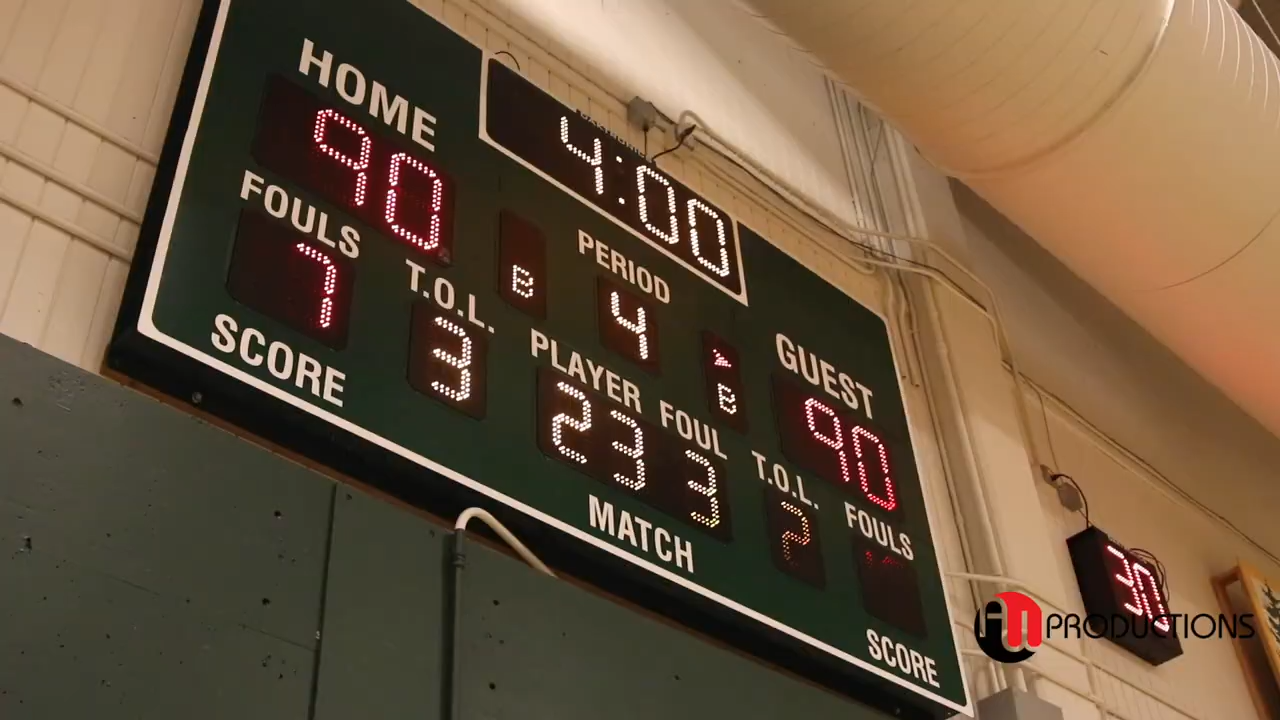 HOME
90
4:00
FOULS
7
T.O.L.
3
B
PERIOD
4
B
GUEST
90
SCORE
PLAYER FOUL
23 3
T.O.L.
2
FOULS
MATCH
SCORE
30
PRODUCTIONS